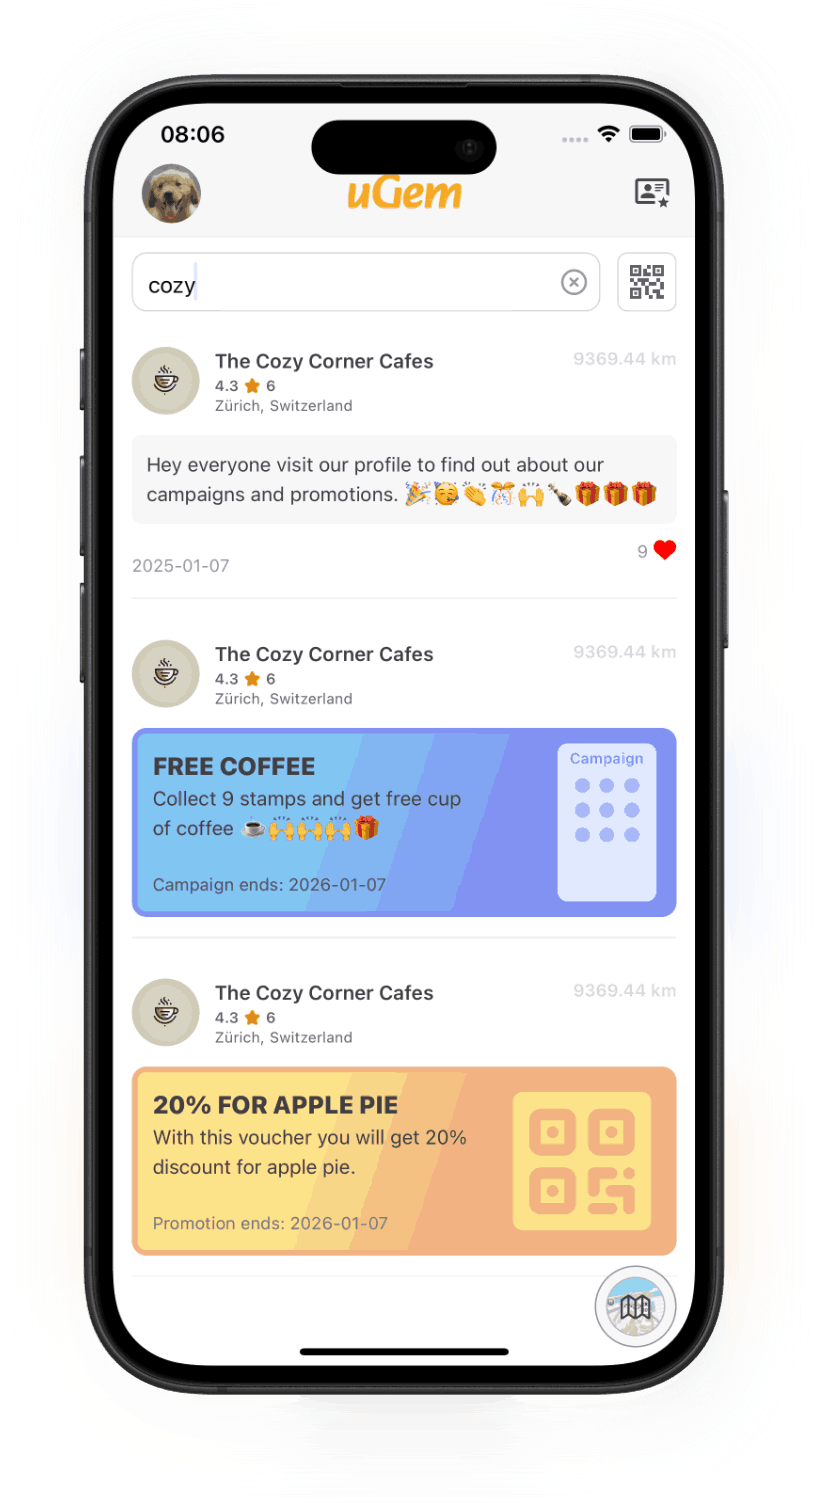 08:06
uGem
cozy
The Cozy Corner Cafes
9369.44 km
4.3 ⭐ 6
Zürich, Switzerland
Hey everyone visit our profile to find out about our
campaigns and promotions. 🎉🥳👏🎊🙌🍾🎁🎁🎁
9 ❤️
2025-01-07
The Cozy Corner Cafes
9369.44 km
4.3 ⭐ 6
Zürich, Switzerland
FREE COFFEE
Collect 9 stamps and get free cup
of coffee ☕🙌🙌🙌🎁
Campaign ends: 2026-01-07
Campaign
The Cozy Corner Cafes
9369.44 km
4.3 ⭐ 6
Zürich, Switzerland
20% FOR APPLE PIE
With this voucher you will get 20%
discount for apple pie.
Promotion ends: 2026-01-07